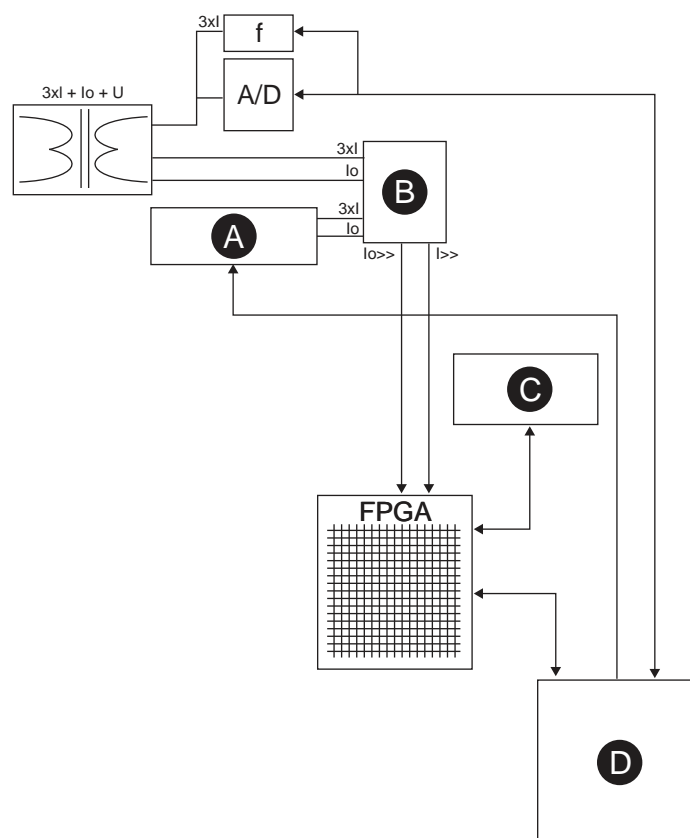 3xI
f
3xI + Io + U
A/D
3xI
B
Io
3xI
A
Io
Io>>
I>>
C
FPGA
D